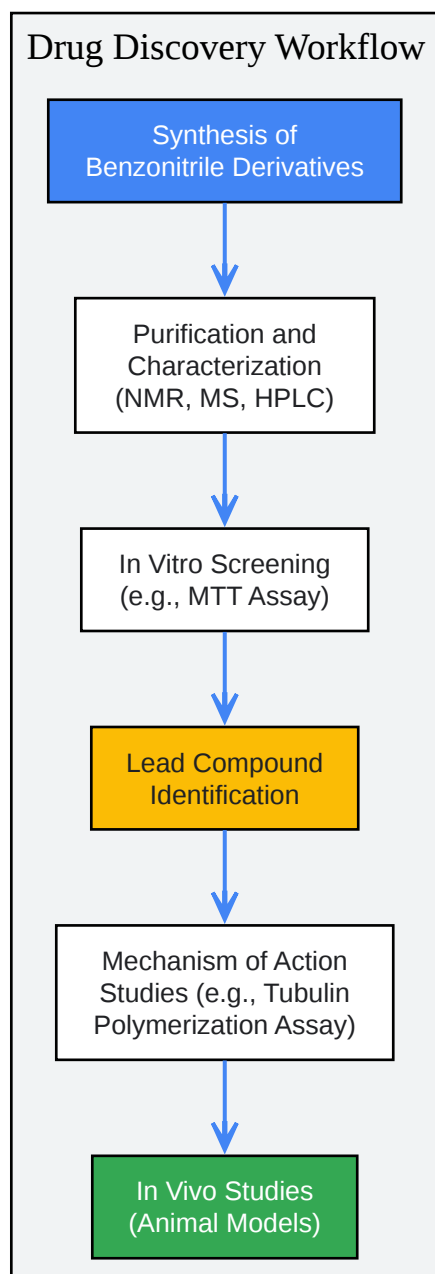 Drug Discovery Workflow
Synthesis of
Benzonitrile Derivatives
Purification and
Characterization
(NMR, MS, HPLC)
In Vitro Screening
(e.g., MTT Assay)
Lead Compound
Identification
Mechanism of Action
Studies (e.g., Tubulin
Polymerization Assay)
In Vivo Studies
(Animal Models)